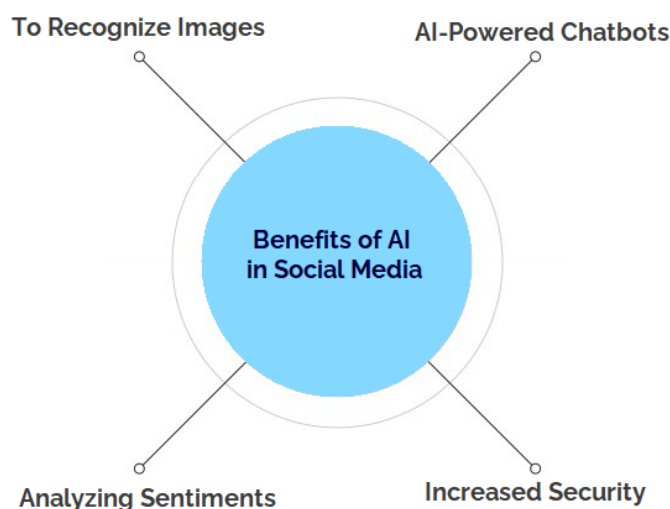 To Recognize Images
AI-Powered Chatbots
Benefits of AI
in Social Media
Analyzing Sentiments
Increased Security